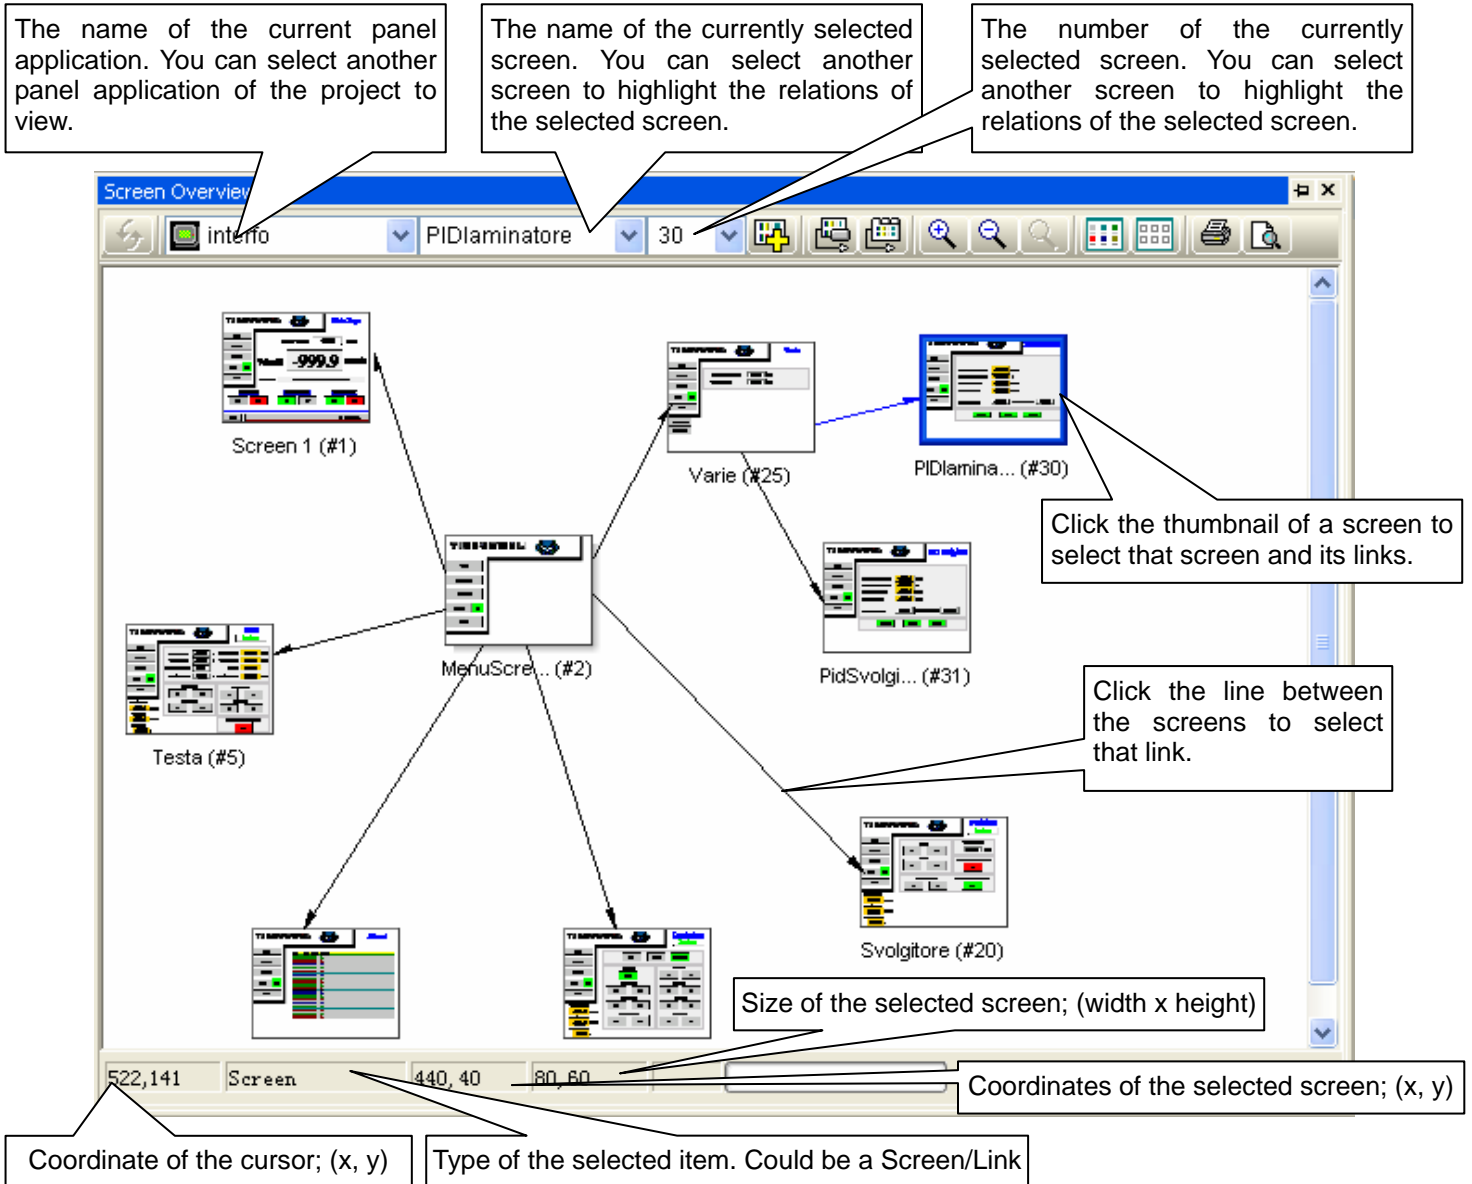 The name of the current panel
application. You can select another
panel application of the project to
view.
The name of the currently selected
screen. You can select another
screen to highlight the relations of
the selected screen.
The number of the currently
selected screen. You can select
another screen to highlight the
relations of the selected screen.
Screen Overview
interfo
PIDlaminatore
30
-999.9
Screen 1 (#1)
Varie (#25)
PIDlamina... (#30)
Click the thumbnail of a screen to
select that screen and its links.
MenuScre... (#2)
PidSvolgi... (#31)
Testa (#5)
Click the line between
the screens to select
that link.
Svolgitore (#20)
Size of the selected screen; (width x height)
522,141
Screen
440, 40
80, 60
Coordinates of the selected screen; (x, y)
Coordinate of the cursor; (x, y)
Type of the selected item. Could be a Screen/Link